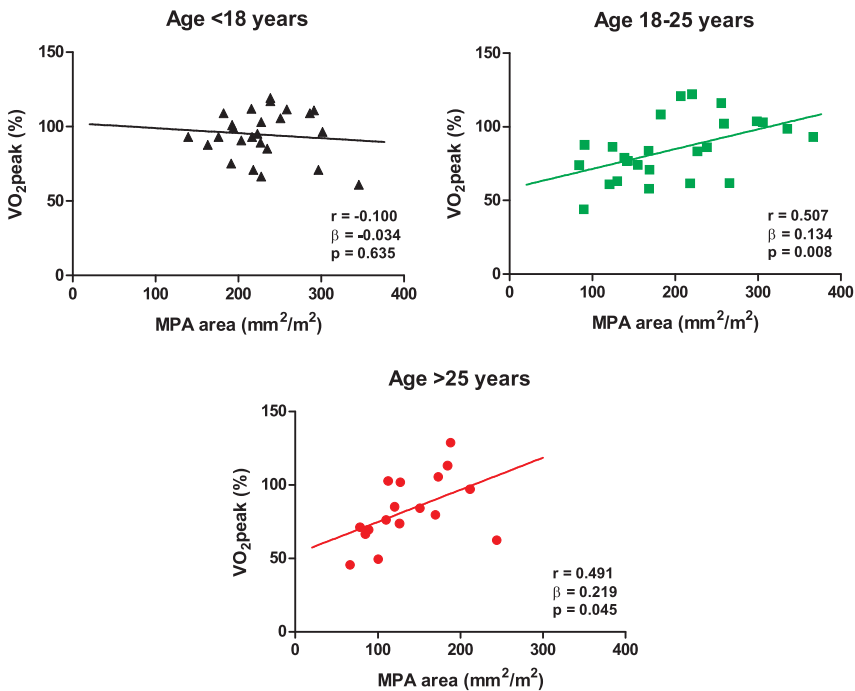 Age <18 years
150
100
50
0
VO₂peak (%)
r = -0.100
β = -0.034
p = 0.635
0 100 200 300 400
MPA area (mm²/m²)
Age 18-25 years
150
100
50
0
VO₂peak (%)
r = 0.507
β = 0.134
p = 0.008
0 100 200 300 400
MPA area (mm²/m²)
Age >25 years
150
100
50
0
VO₂peak (%)
r = 0.491
β = 0.219
p = 0.045
0 100 200 300 400
MPA area (mm²/m²)